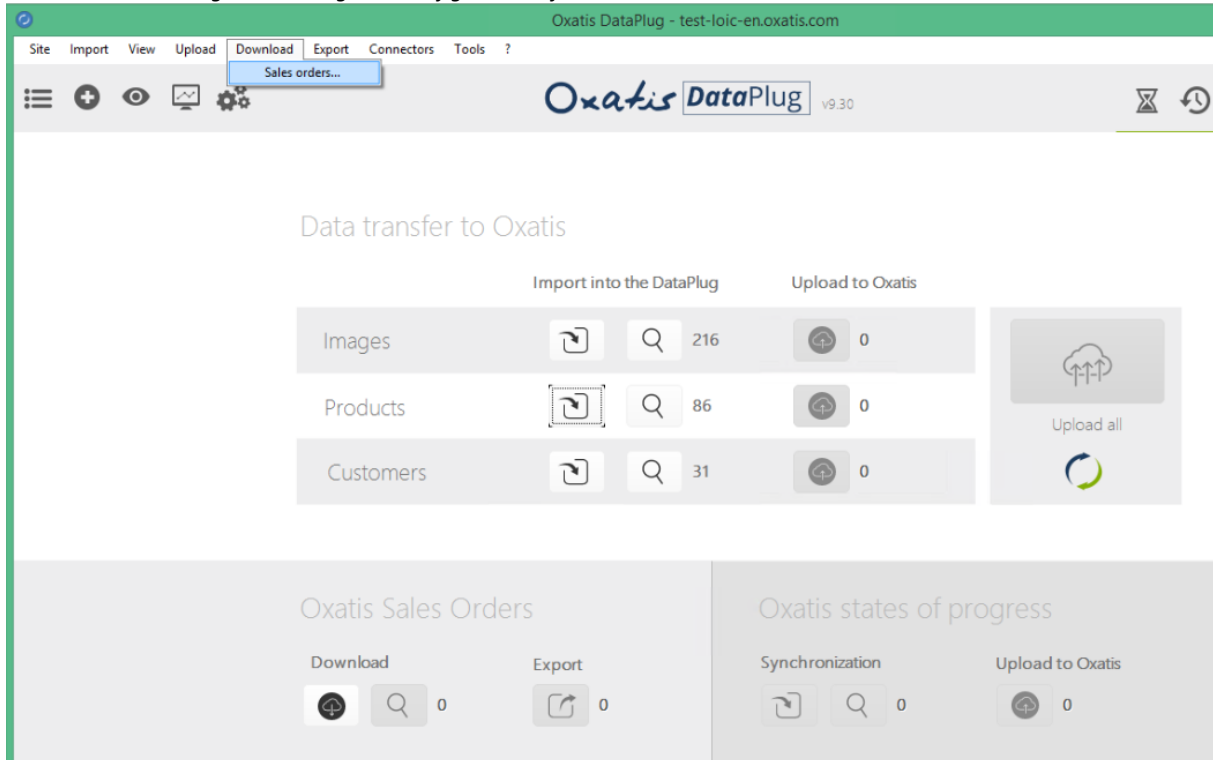 Oxatis DataPlug - test-loic-en.oxatis.com
Site Import View Upload Download Export Connectors Tools ?
Sales orders...
Oxatis DataPlug v9.30
Data transfer to Oxatis
Import into the DataPlug Upload to Oxatis
Images 216 0
Products 86 0
Upload all
Customers 31 0
Oxatis Sales Orders Oxatis states of progress
Download Export Synchronization Upload to Oxatis
0 0 0 0